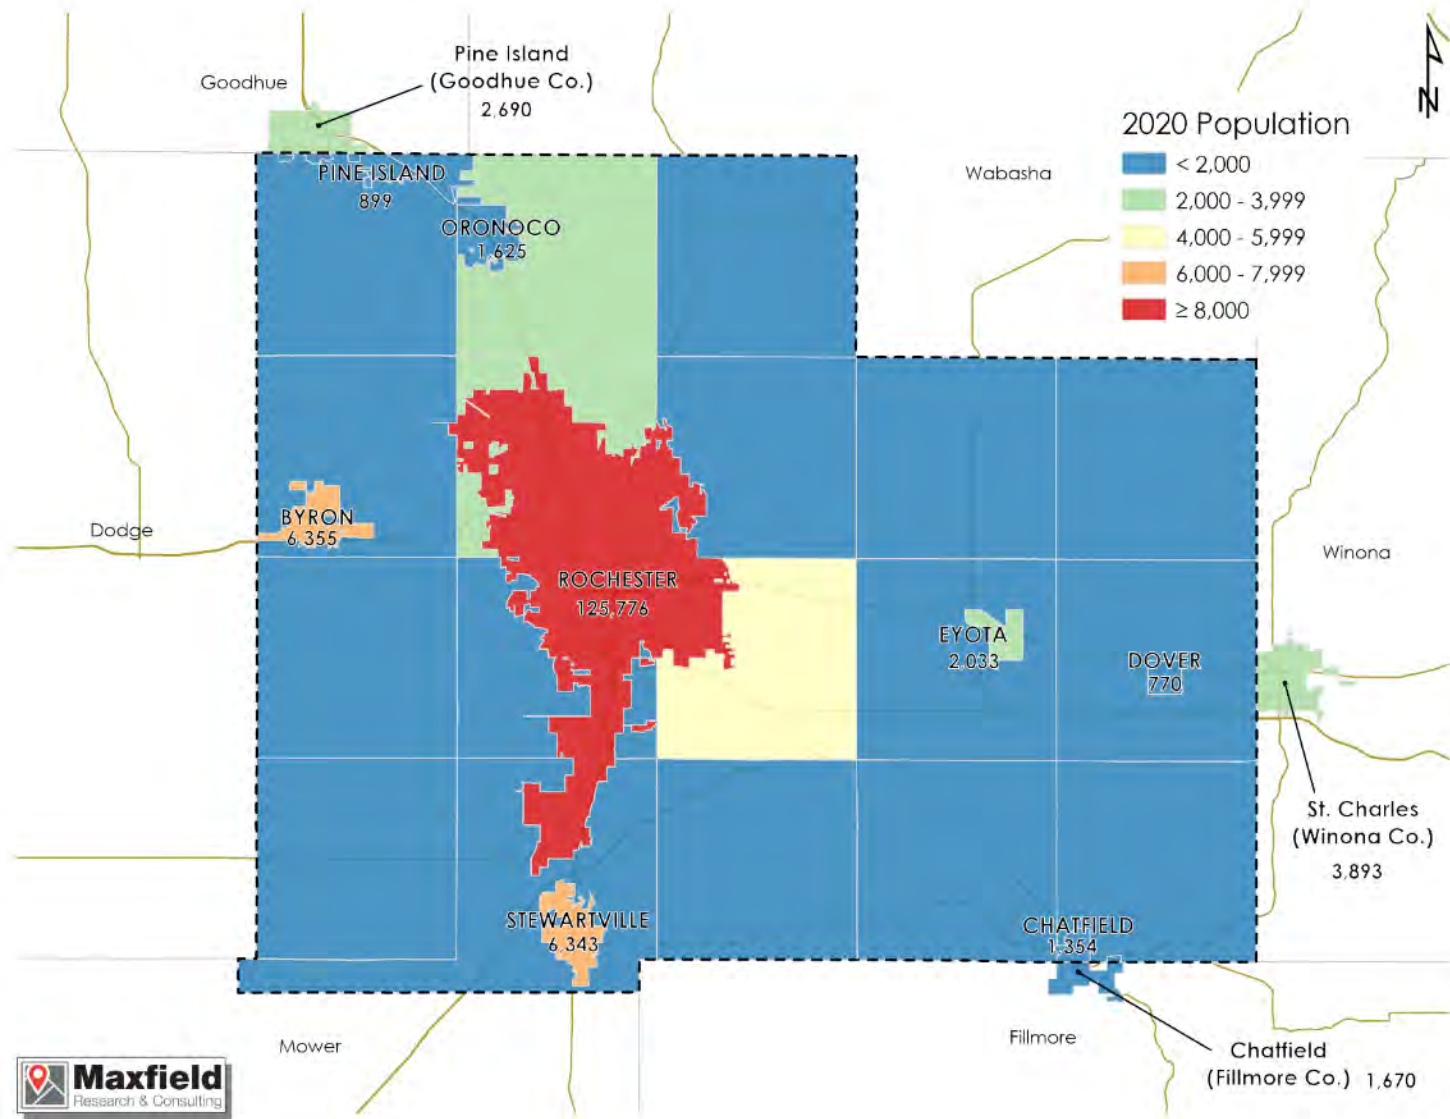 Pine Island
(Goodhue Co.)
2,690
Goodhue
N
2020 Population
< 2,000
2,000 - 3,999
4,000 - 5,999
6,000 - 7,999
≥ 8,000
Wabasha
PINE ISLAND
899
ORONOCO
1,625
Dodge
BYRON
6,355
Winona
ROCHESTER
125,776
EYOTA
2,033
DOVER
770
St. Charles
(Winona Co.)
3,893
STEWARTVILLE
6,343
CHATFIELD
1,354
Mower
Fillmore
Chatfield
(Fillmore Co.) 1,670
Maxfield
Research & Consulting